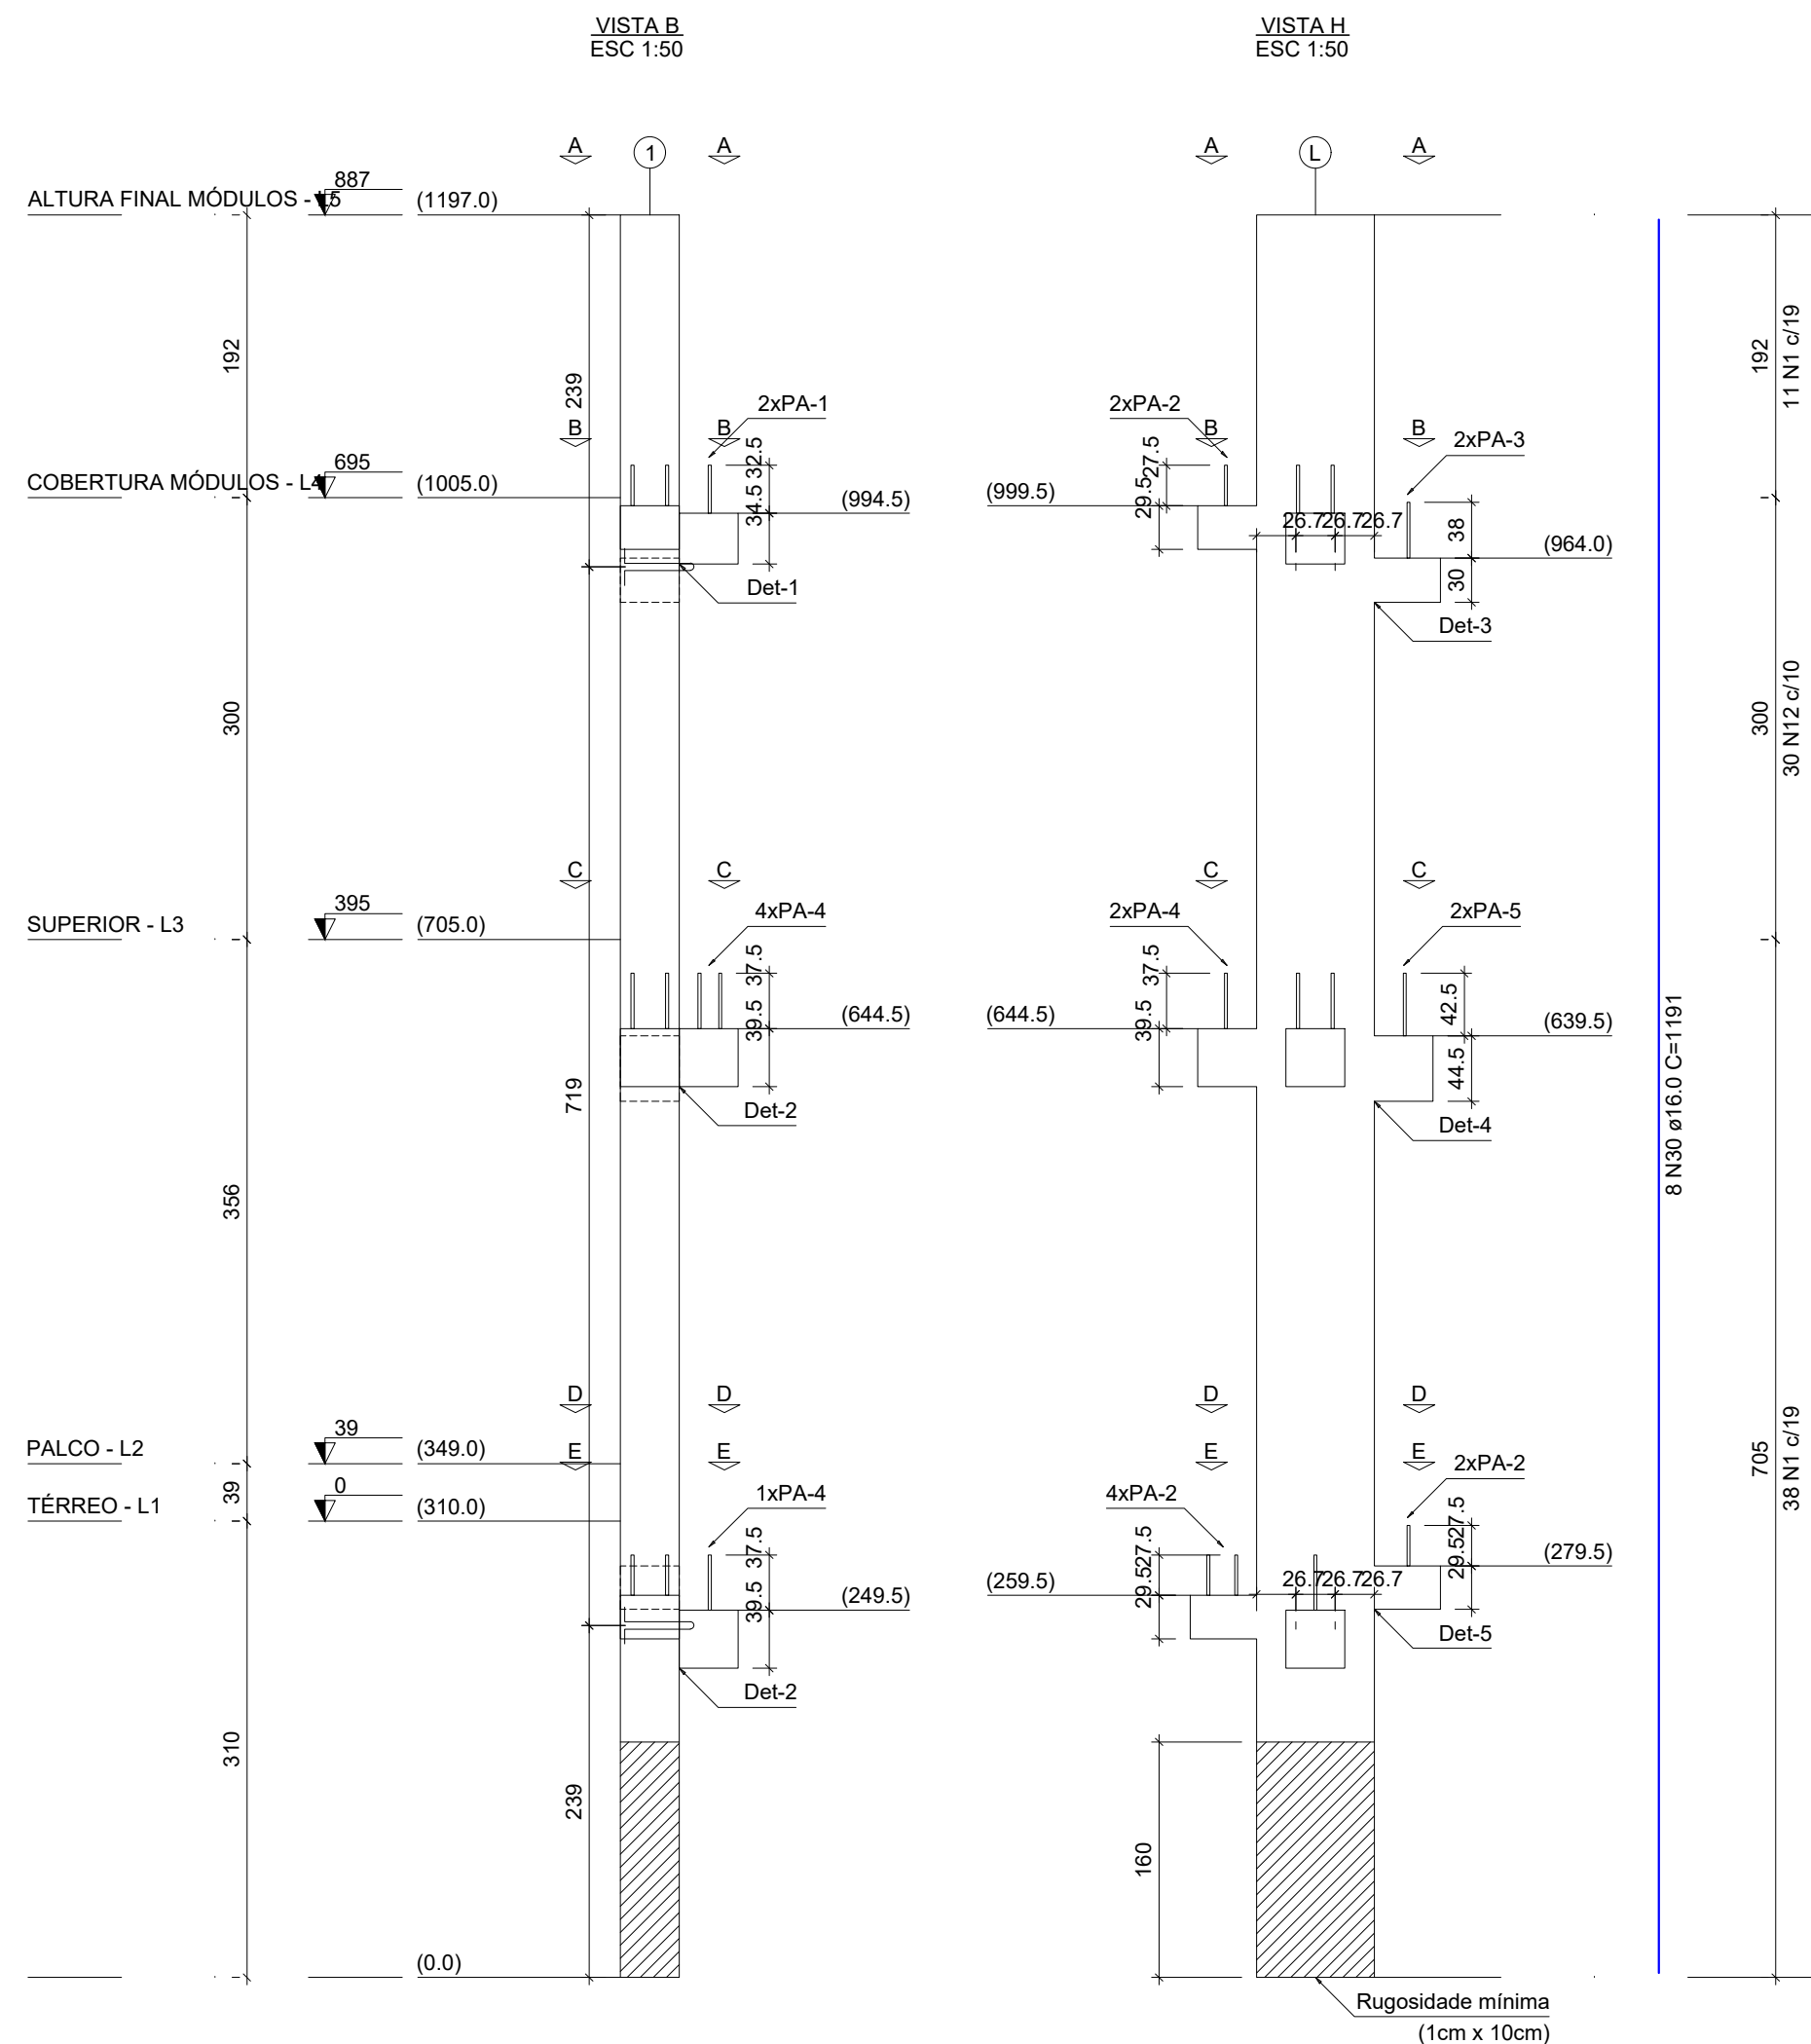 VISTA B
ESC 1:50
VISTA H
ESC 1:50
A
1
A
A
L
A
887
ALTURA FINAL MÓDULOS - L5
(1197.0)
192
239
192
11 N1 c/19
2xPA-1
2xPA-2
B
B
B
B
2xPA-3
32.5
27.5
695
COBERTURA MÓDULOS - L4
(1005.0)
(994.5)
(999.5)
34.5
29.5
26.7
26.7
26.7
38
(964.0)
30
Det-1
Det-3
300
300
30 N12 c/10
C
C
C
C
395
SUPERIOR - L3
(705.0)
4xPA-4
2xPA-4
2xPA-5
37.5
37.5
42.5
(644.5)
(644.5)
(639.5)
39.5
39.5
44.5
8 N30 ø16.0 C=1191
719
Det-2
Det-4
356
D
D
D
D
39
PALCO - L2
(349.0)
E
E
E
E
2xPA-2
705
38 N1 c/19
39
0
TÉRREO - L1
(310.0)
1xPA-4
4xPA-2
37.5
27.5
27.5
29.5
(279.5)
(249.5)
(259.5)
39.5
29.5
26.7
26.7
26.7
Det-5
Det-2
310
239
160
(0.0)
Rugosidade mínima
(1cm x 10cm)